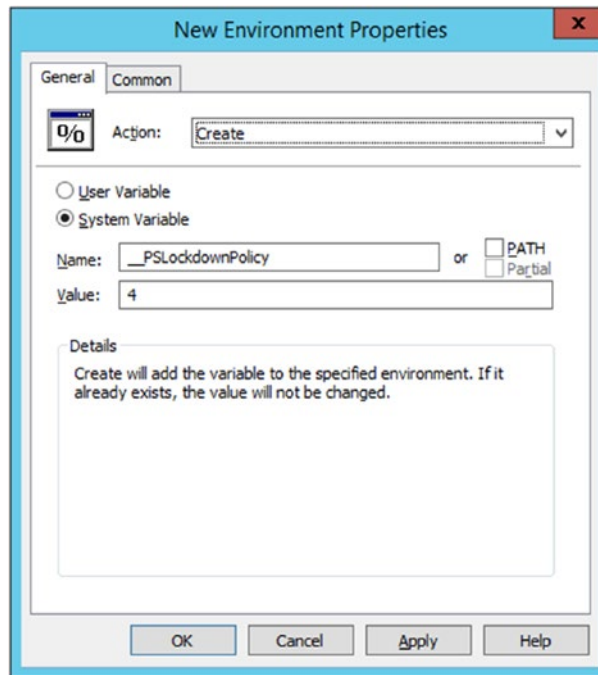 New Environment Properties
x
General Common
% Action: Create
User Variable
System Variable
Name: __PSLockdownPolicy or PATH
Partial
Value: 4
Details
Create will add the variable to the specified environment. If it
already exists, the value will not be changed.
OK Cancel Apply Help